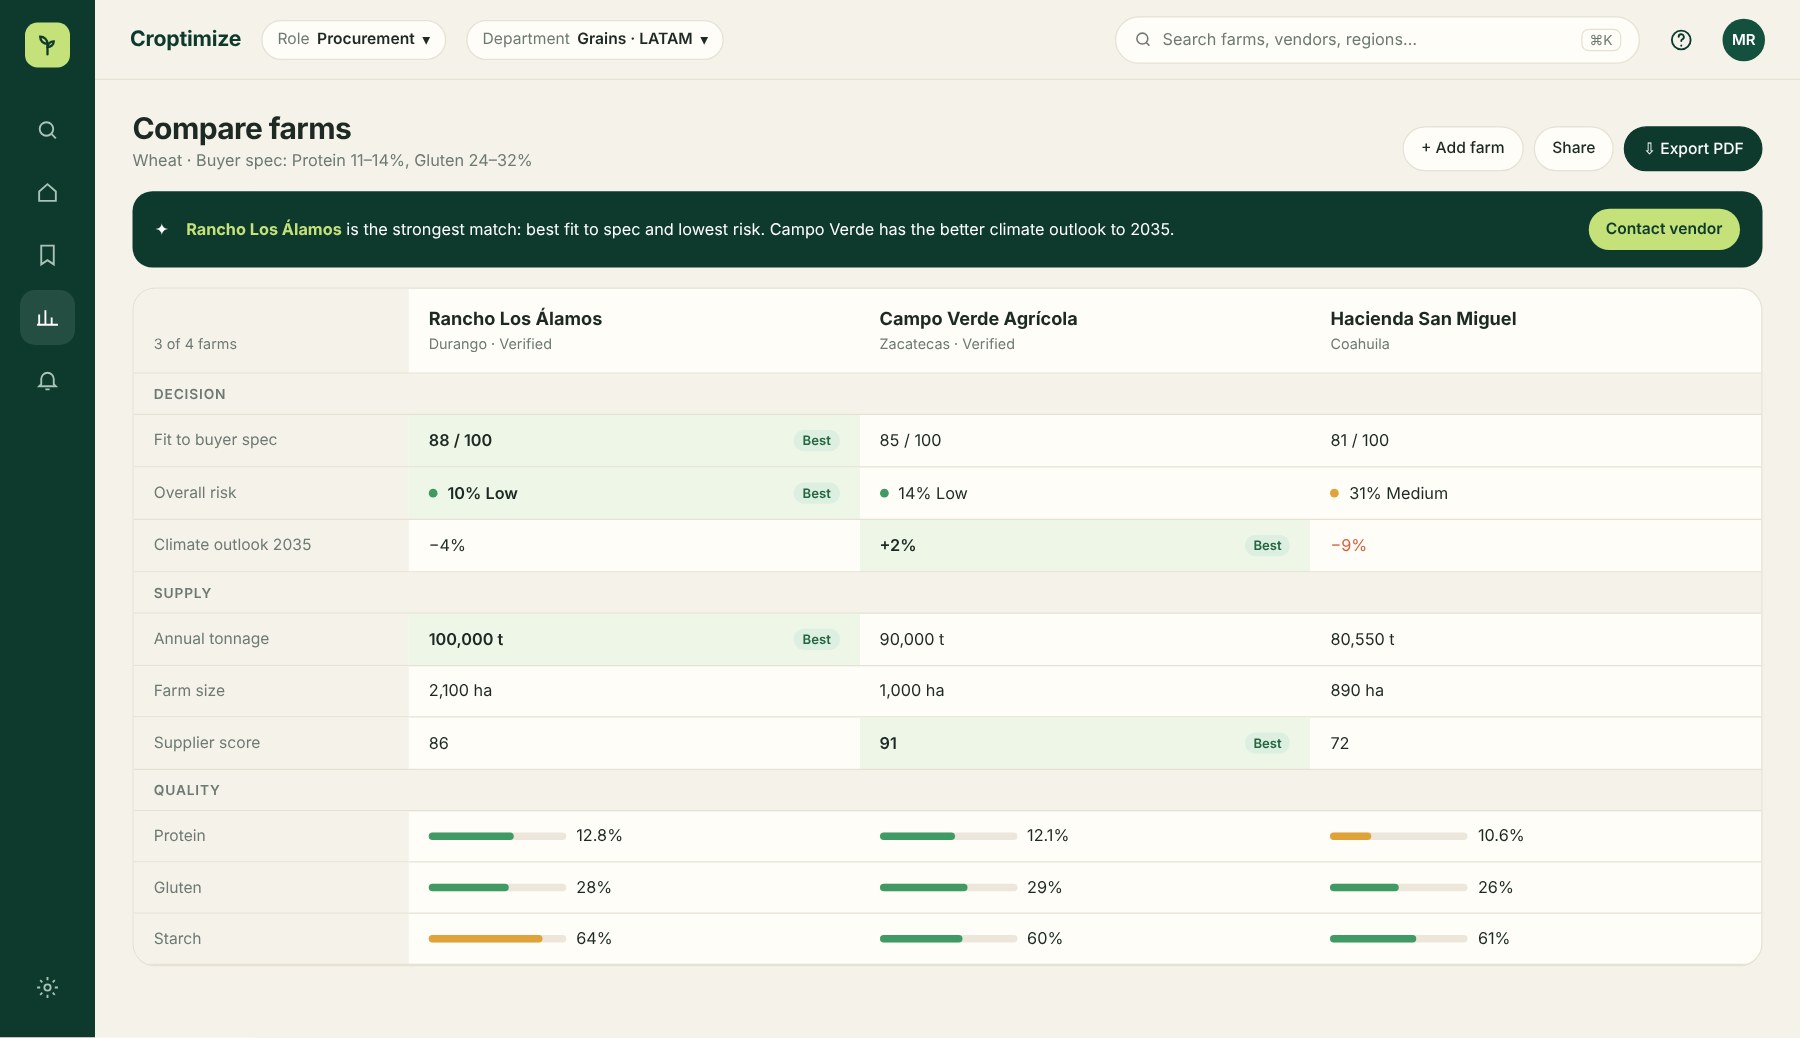 Croptimize
Role Procurement ▾
Department Grains · LATAM ▾
Search farms, vendors, regions...
⌘K
MR
Compare farms
Wheat · Buyer spec: Protein 11–14%, Gluten 24–32%
+ Add farm
Share
⇩ Export PDF
✦ Rancho Los Álamos is the strongest match: best fit to spec and lowest risk. Campo Verde has the better climate outlook to 2035.
Contact vendor
3 of 4 farms
Rancho Los Álamos
Durango · Verified
Campo Verde Agrícola
Zacatecas · Verified
Hacienda San Miguel
Coahuila
DECISION
Fit to buyer spec 88 / 100 Best 85 / 100 81 / 100
Overall risk 10% Low Best 14% Low 31% Medium
Climate outlook 2035 −4% +2% Best −9%
SUPPLY
Annual tonnage 100,000 t Best 90,000 t 80,550 t
Farm size 2,100 ha 1,000 ha 890 ha
Supplier score 86 91 Best 72
QUALITY
Protein 12.8% 12.1% 10.6%
Gluten 28% 29% 26%
Starch 64% 60% 61%